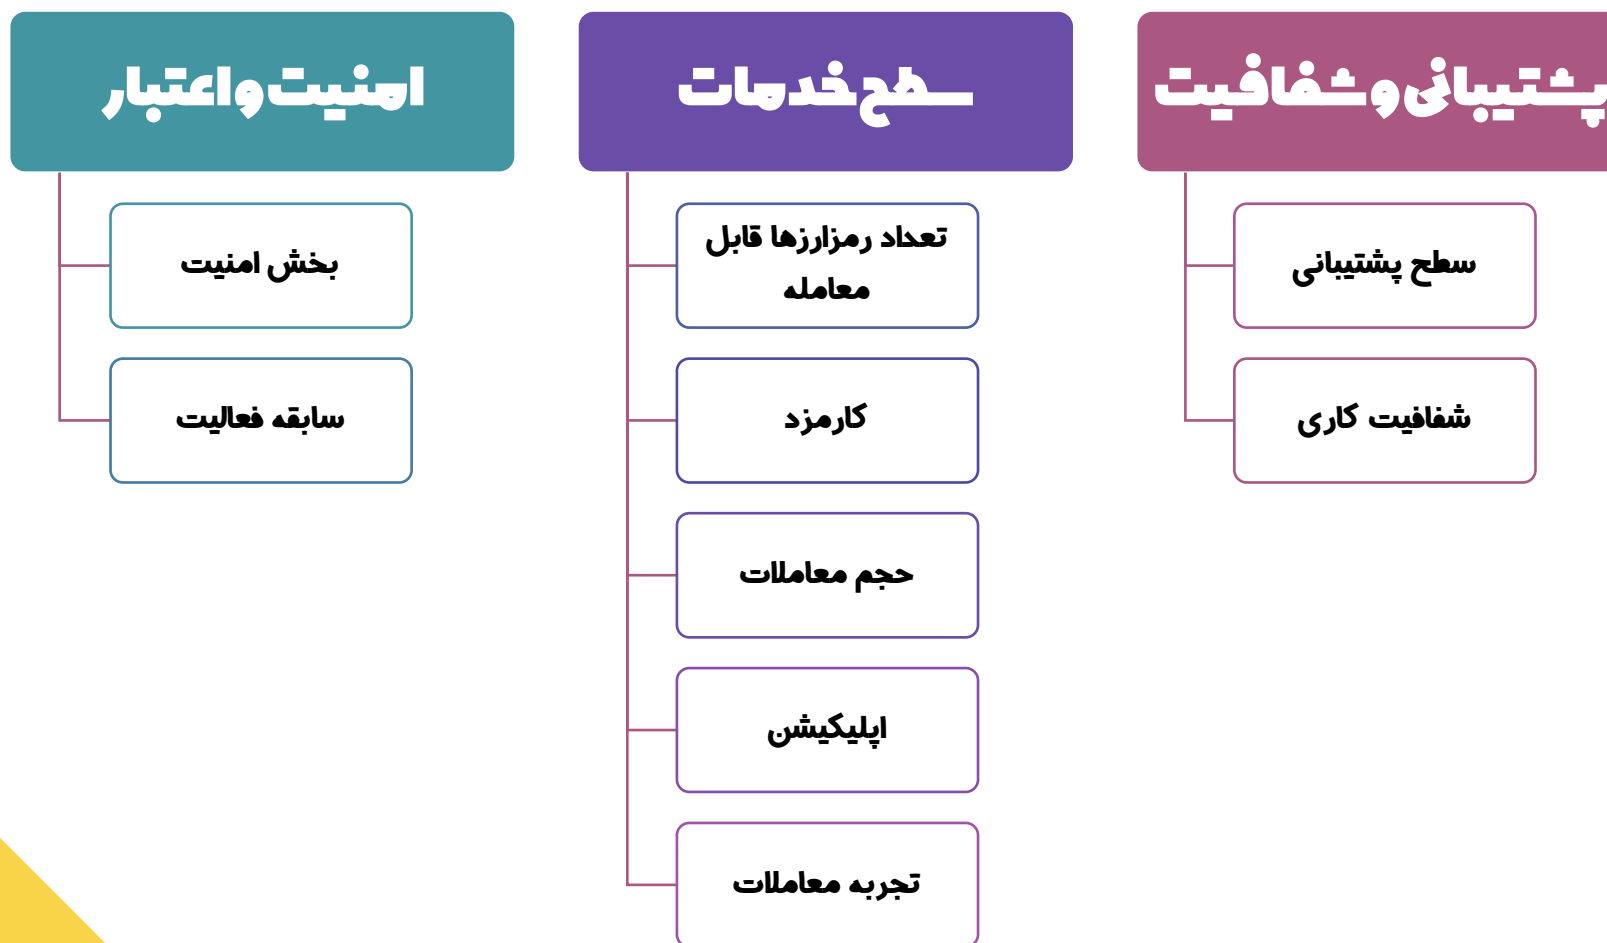 پشتیبانی و شفافیت
سطح پشتیبانی
شفافیت کاری
سطح خدمات
تعداد رمزارزها قابل
معامله
کارمزد
حجم معاملات
اپلیکیشن
تجربه معاملات
امنیت و اعتبار
بخش امنیت
سابقه فعالیت